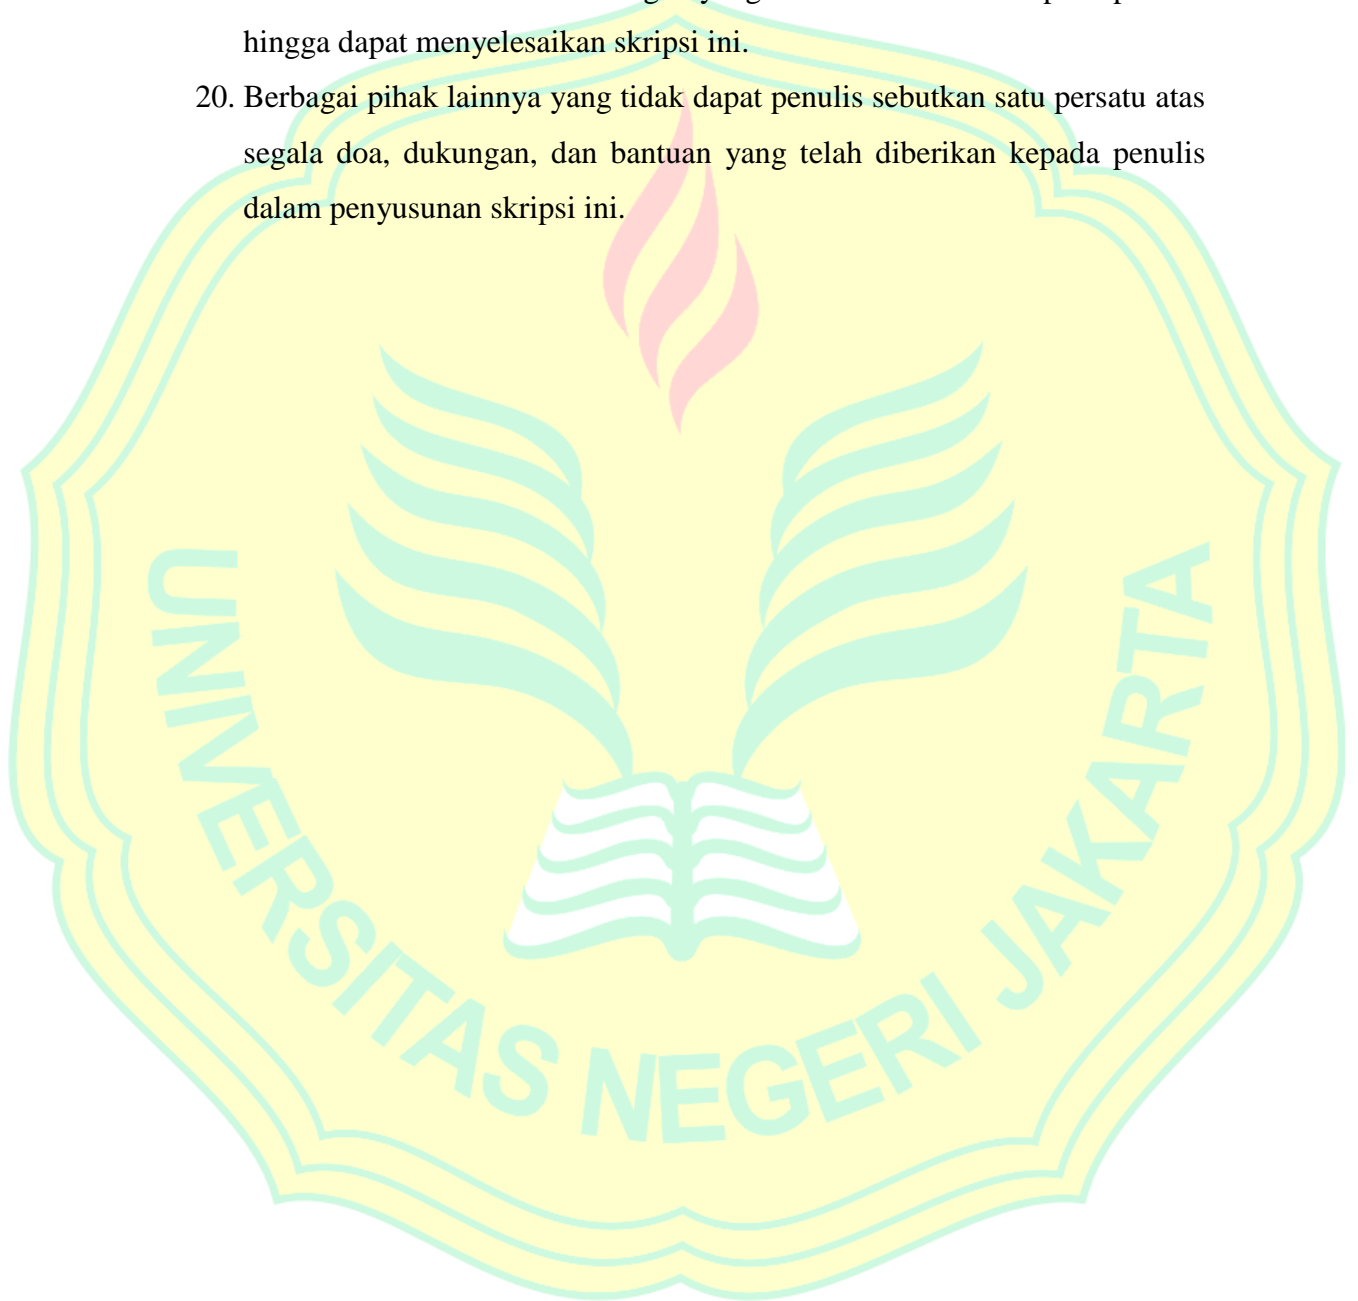 hingga dapat menyelesaikan skripsi ini.
20. Berbagai pihak lainnya yang tidak dapat penulis sebutkan satu persatu atas
segala doa, dukungan, dan bantuan yang telah diberikan kepada penulis
dalam penyusunan skripsi ini.
UNIVERSITAS NEGERI JAKARTA